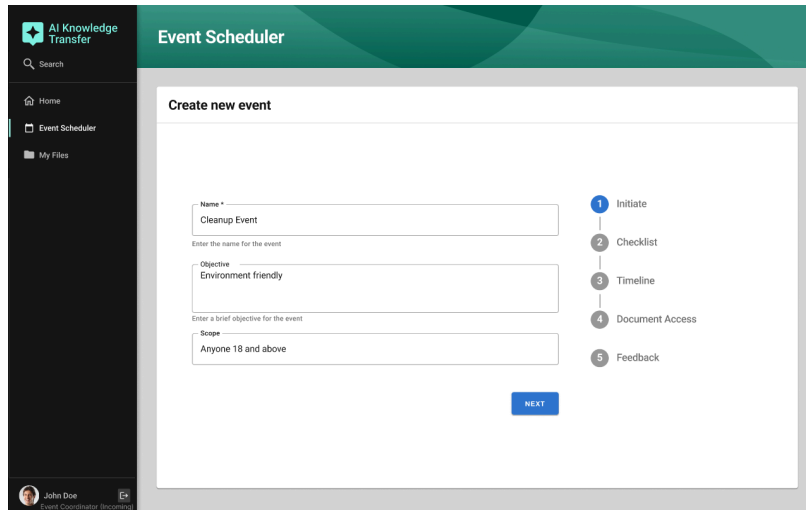 AI Knowledge
Transfer
Search
Home
Event Scheduler
My Files
John Doe
Event Coordinator (Incoming)
Event Scheduler
Create new event
Name *
Cleanup Event
Enter the name for the event
Objective
Environment friendly
Enter a brief objective for the event
Scope
Anyone 18 and above
NEXT
1 Initiate
2 Checklist
3 Timeline
4 Document Access
5 Feedback